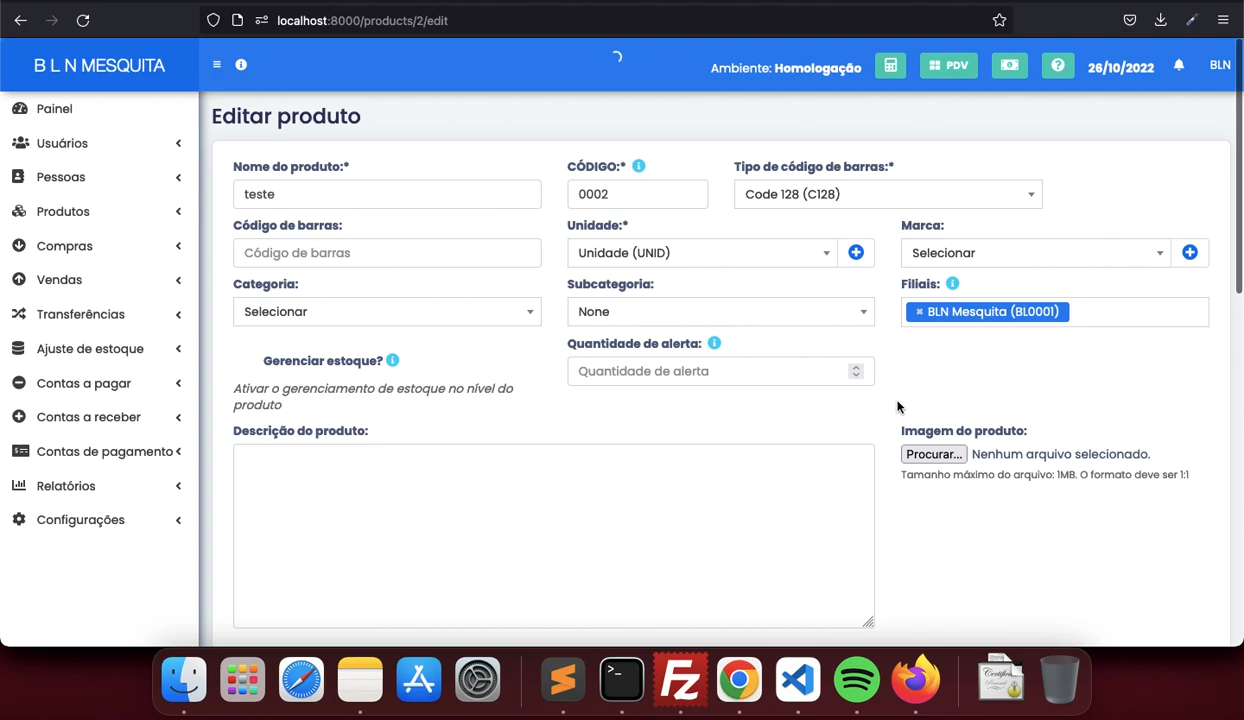 localhost:8000/products/2/edit
B L N MESQUITA
Ambiente: Homologação
PDV
26/10/2022
BLN
Painel
Usuários
Pessoas
Produtos
Compras
Vendas
Transferências
Ajuste de estoque
Contas a pagar
Contas a receber
Contas de pagamento
Relatórios
Configurações
Editar produto
Nome do produto:*
CÓDIGO:*
Tipo de código de barras:*
teste
0002
Code 128 (C128)
Código de barras:
Unidade:*
Marca:
Código de barras
Unidade (UNID)
Selecionar
Categoria:
Subcategoria:
Filiais:
Selecionar
None
× BLN Mesquita (BL0001)
Gerenciar estoque?
Quantidade de alerta:
Quantidade de alerta
Ativar o gerenciamento de estoque no nível do
produto
Descrição do produto:
Imagem do produto:
Procurar... Nenhum arquivo selecionado.
Tamanho máximo do arquivo: 1MB. O formato deve ser 1:1